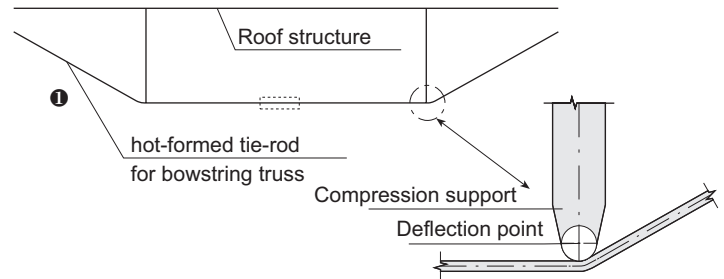 Roof structure
❶
hot-formed tie-rod
for bowstring truss
Compression support
Deflection point